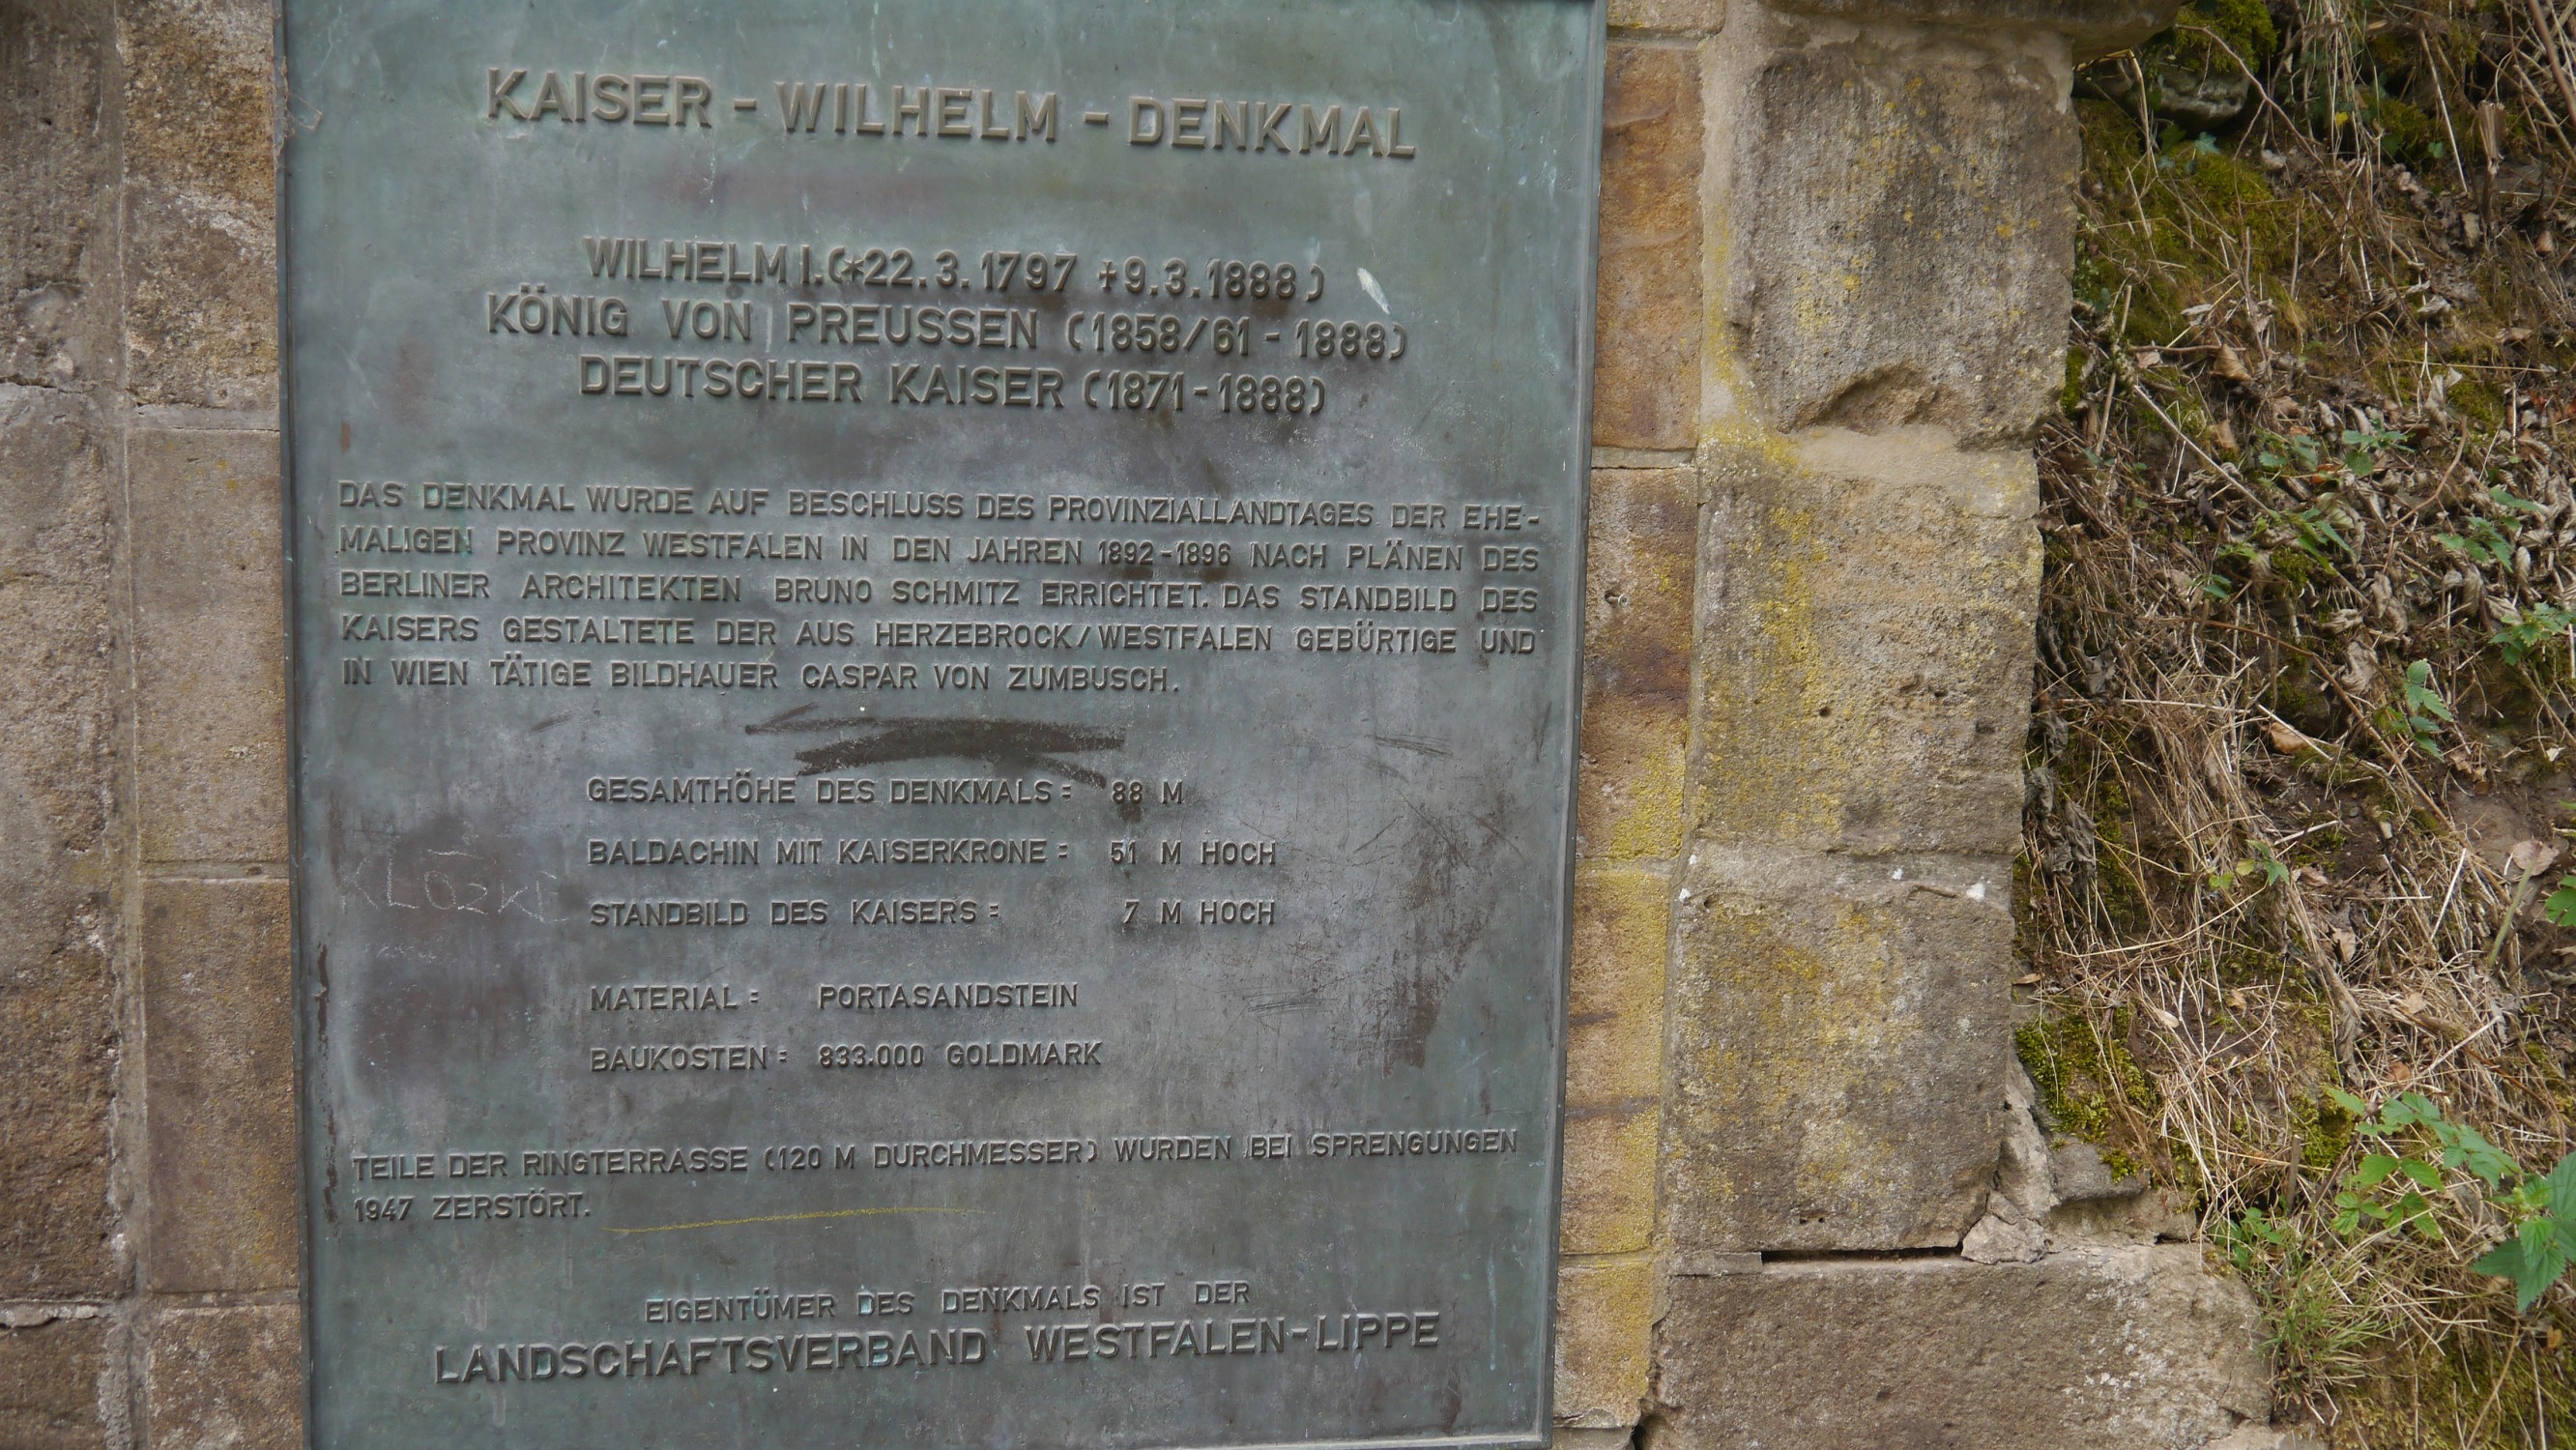 KAISER - WILHELM - DENKMAL
WILHELM I. (*22.3.1797 +9.3.1888)
KÖNIG VON PREUSSEN (1858/61 - 1888)
DEUTSCHER KAISER (1871 - 1888)
DAS DENKMAL WURDE AUF BESCHLUSS DES PROVINZIALLANDTAGES DER EHE-
MALIGEN PROVINZ WESTFALEN IN DEN JAHREN 1892-1896 NACH PLÄNEN DES
BERLINER ARCHITEKTEN BRUNO SCHMITZ ERRICHTET. DAS STANDBILD DES
KAISERS GESTALTETE DER AUS HERZEBROCK/WESTFALEN GEBÜRTIGE UND
IN WIEN TÄTIGE BILDHAUER CASPAR VON ZUMBUSCH.
GESAMTHÖHE DES DENKMALS: 88 M
BALDACHIN MIT KAISERKRONE: 51 M HOCH
STANDBILD DES KAISERS: 7 M HOCH
MATERIAL: PORTASANDSTEIN
BAUKOSTEN: 833.000 GOLDMARK
TEILE DER RINGTERRASSE (120 M DURCHMESSER) WURDEN BEI SPRENGUNGEN
1947 ZERSTÖRT.
EIGENTÜMER DES DENKMALS IST DER
LANDSCHAFTSVERBAND WESTFALEN-LIPPE